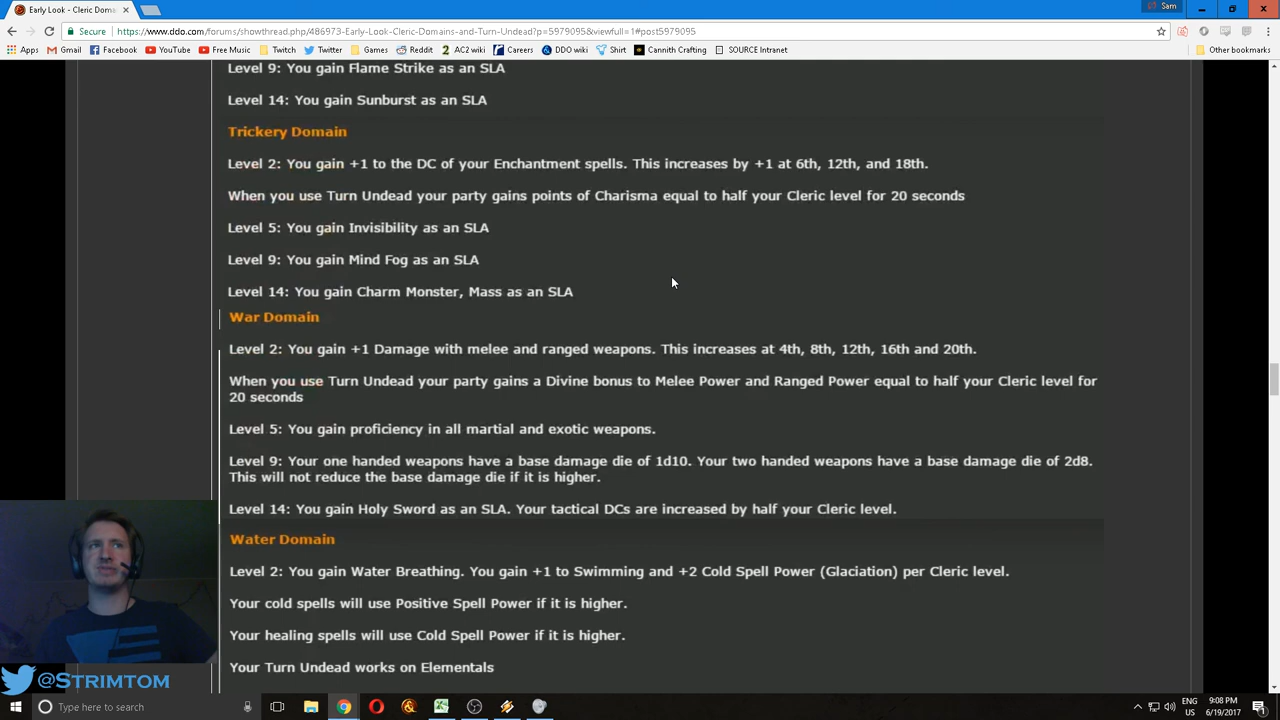 Early Look - Cleric Doma
Sam
Secure
https://www.ddo.com/forums/showthread.php/486973-Early-Look-Cleric-Domains-and-Turn-Undead?p=5979095&viewfull=1#post5979095
Apps Gmail Facebook YouTube Free Music Twitch Twitter Games Reddit AC2 wiki Careers DDO wiki Shirt Cannith Crafting SOURCE Intranet Other bookmarks
Level 9: You gain Flame Strike as an SLA
Level 14: You gain Sunburst as an SLA
Trickery Domain
Level 2: You gain +1 to the DC of your Enchantment spells. This increases by +1 at 6th, 12th, and 18th.
When you use Turn Undead your party gains points of Charisma equal to half your Cleric level for 20 seconds
Level 5: You gain Invisibility as an SLA
Level 9: You gain Mind Fog as an SLA
Level 14: You gain Charm Monster, Mass as an SLA
War Domain
Level 2: You gain +1 Damage with melee and ranged weapons. This increases at 4th, 8th, 12th, 16th and 20th.
When you use Turn Undead your party gains a Divine bonus to Melee Power and Ranged Power equal to half your Cleric level for
20 seconds
Level 5: You gain proficiency in all martial and exotic weapons.
Level 9: Your one handed weapons have a base damage die of 1d10. Your two handed weapons have a base damage die of 2d8.
This will not reduce the base damage die if it is higher.
Level 14: You gain Holy Sword as an SLA. Your tactical DCs are increased by half your Cleric level.
Water Domain
Level 2: You gain Water Breathing. You gain +1 to Swimming and +2 Cold Spell Power (Glaciation) per Cleric level.
Your cold spells will use Positive Spell Power if it is higher.
Your healing spells will use Cold Spell Power if it is higher.
Your Turn Undead works on Elementals
@Strimtom
Type here to search
ENG
US
9:08 PM
6/19/2017